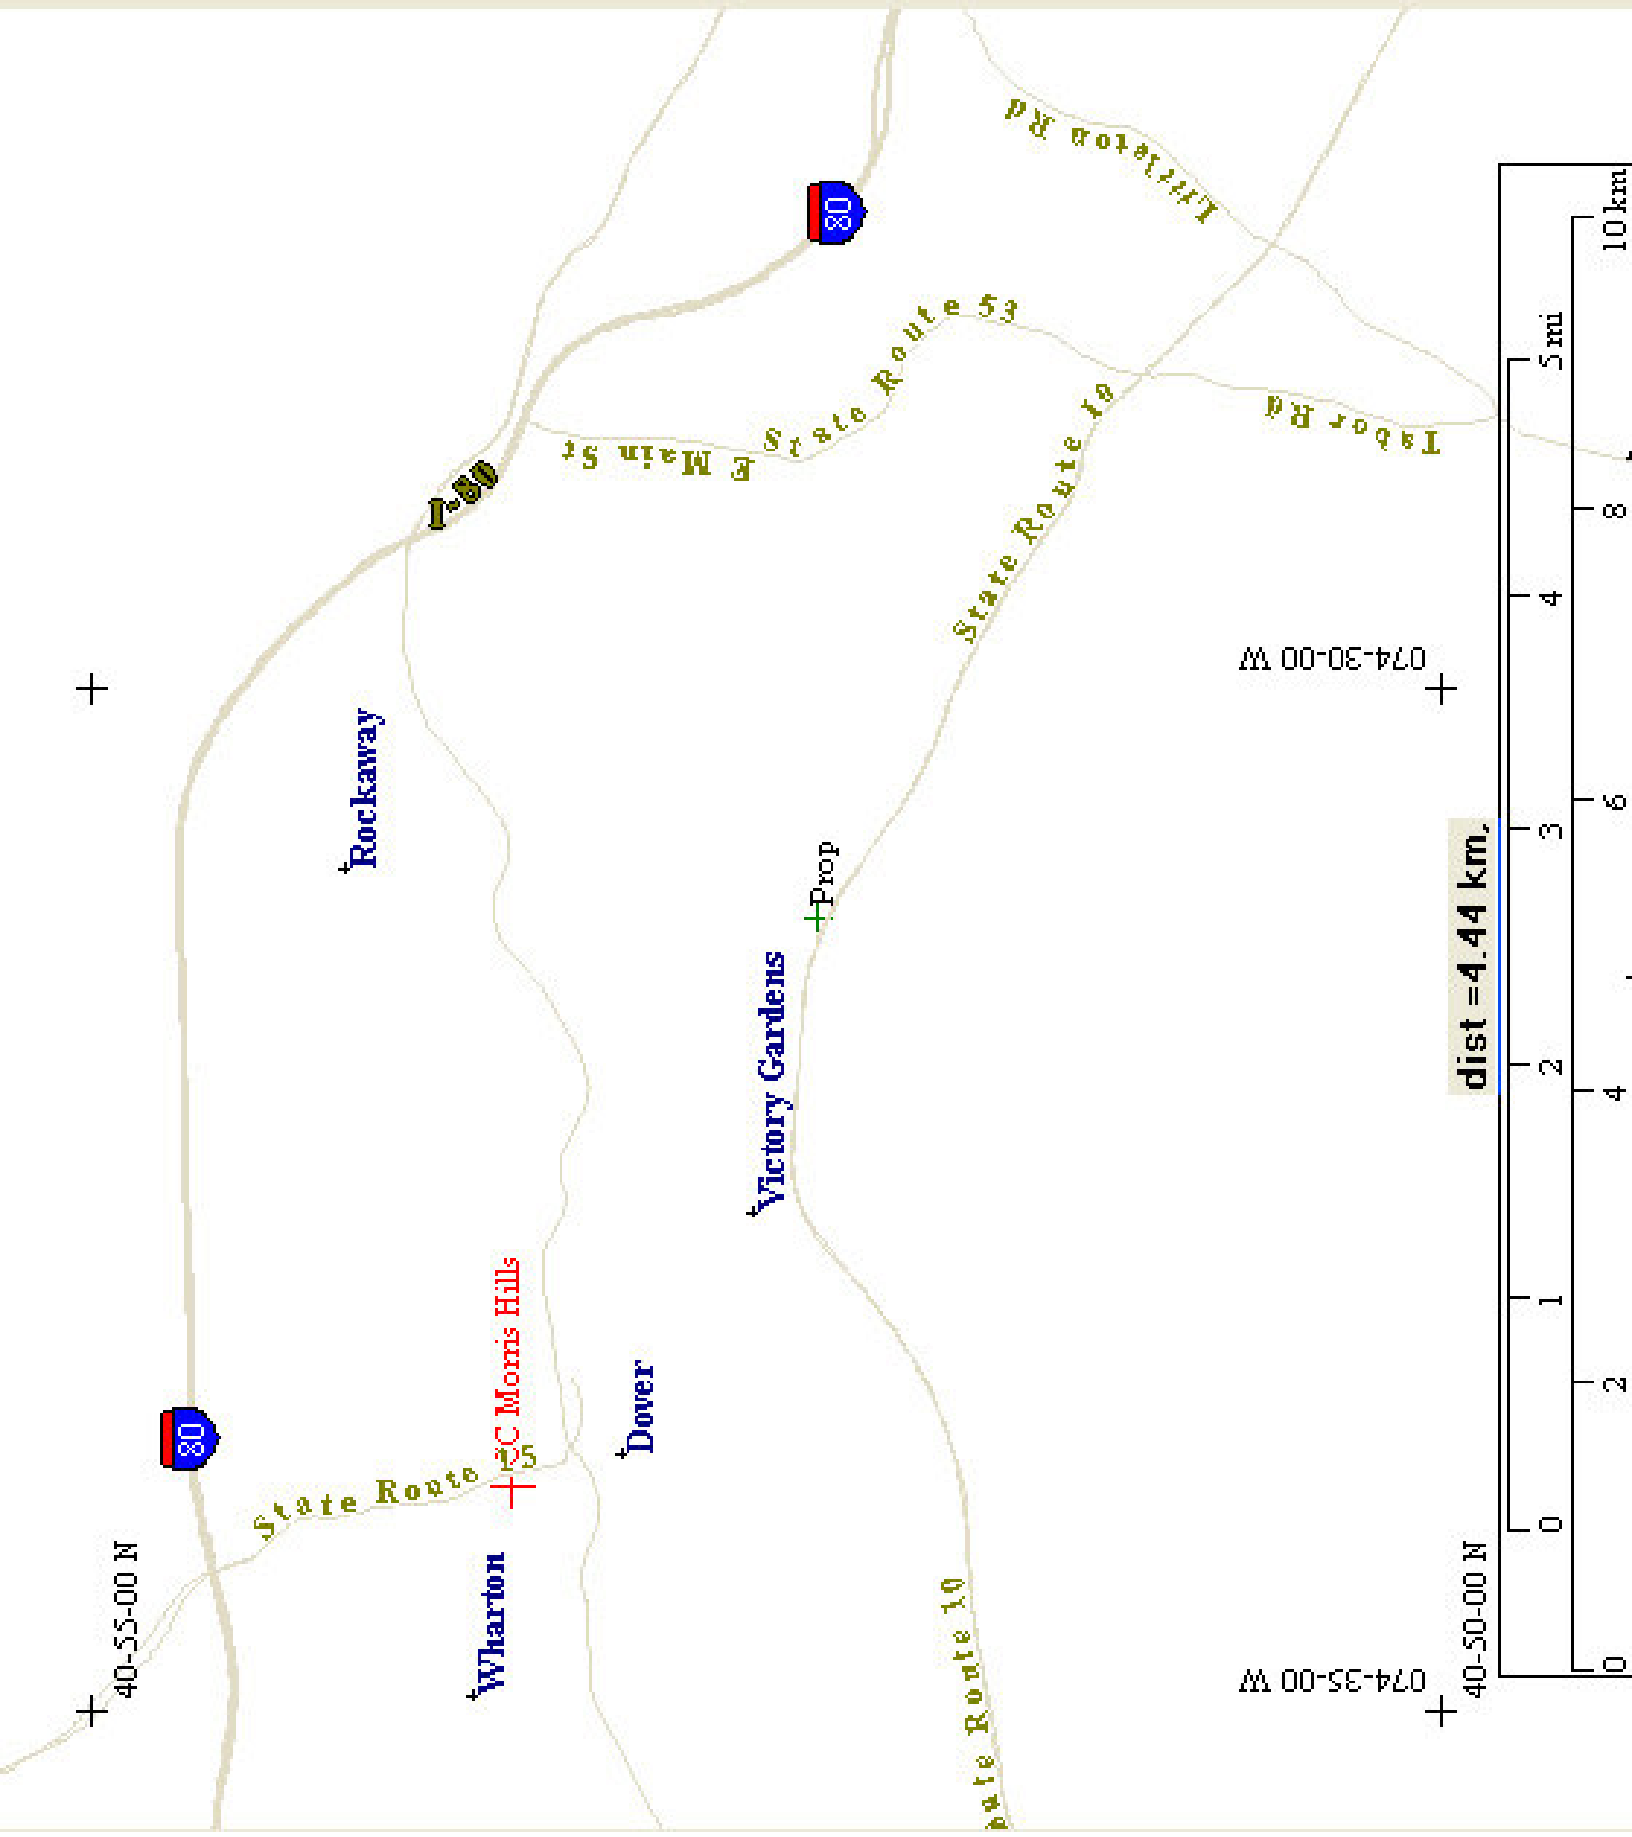 40-55-00 N
80
State Route 15
I-80
80
Rockaway
Wharton
C Morris Hills
Dover
E Main St
State Route 53
Littleton Rd
Victory Gardens
Prop
State Route 10
Tabor Rd
ute Route 10
074-35-00 W
074-30-00 W
40-50-00 N
dist =4.44 km.
0 1 2 3 4 5 mi
0 2 4 6 8 10 km